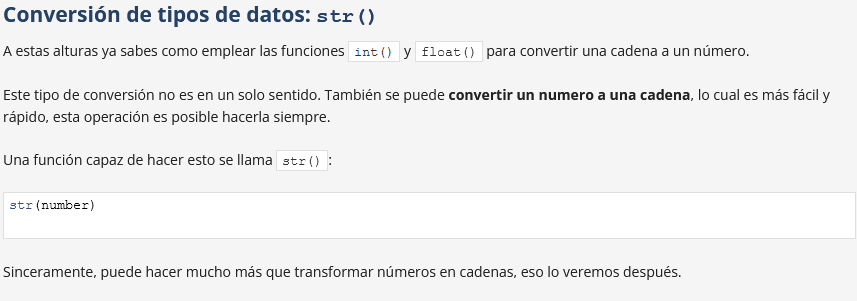 Conversión de tipos de datos: str()
A estas alturas ya sabes como emplear las funciones int() y float() para convertir una cadena a un número.
Este tipo de conversión no es en un solo sentido. También se puede convertir un numero a una cadena, lo cual es más fácil y
rápido, esta operación es posible hacerla siempre.
Una función capaz de hacer esto se llama str():
str(number)
Sinceramente, puede hacer mucho más que transformar números en cadenas, eso lo veremos después.